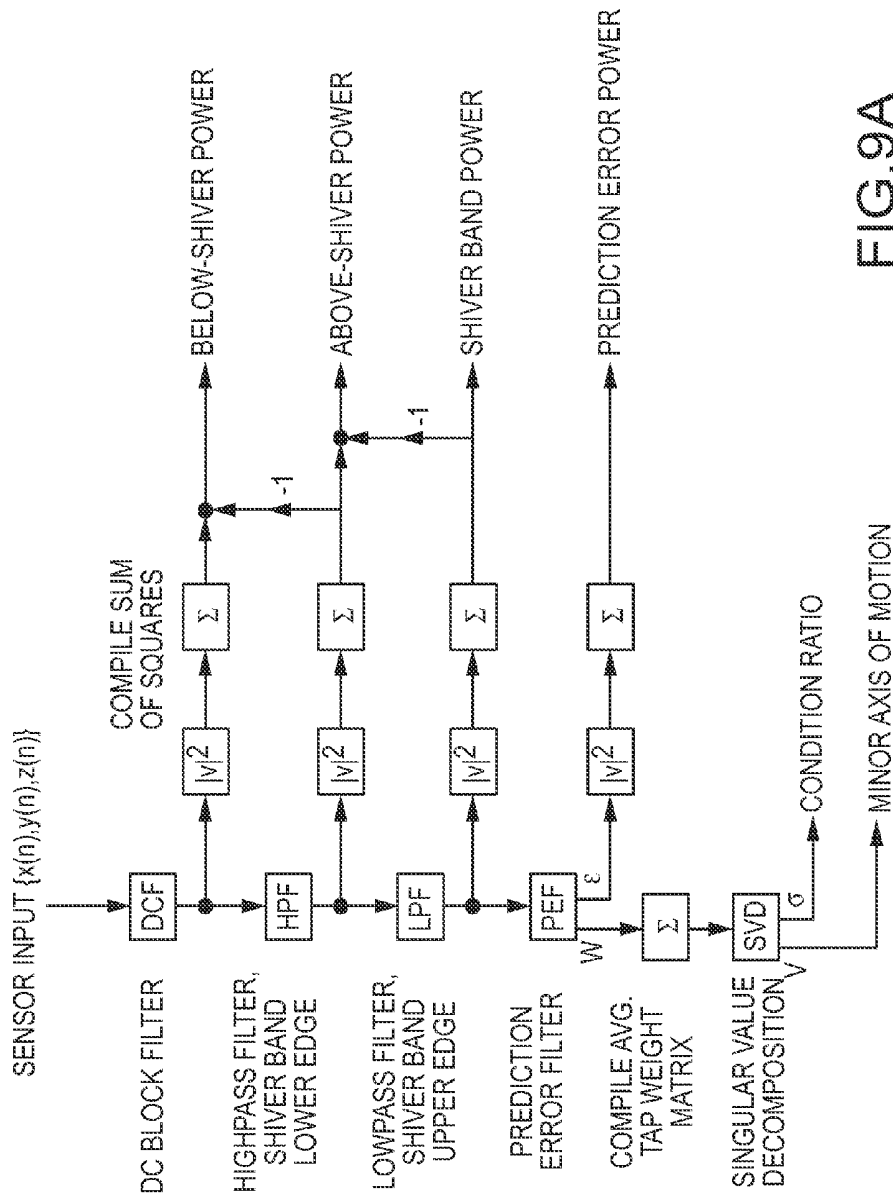 SENSOR INPUT {x(n),y(n),z(n)}
DC BLOCK FILTER
DCF
COMPILE SUM
OF SQUARES
|v|2
Σ
BELOW-SHIVER POWER
-1
HIGHPASS FILTER,
SHIVER BAND
LOWER EDGE
HPF
|v|2
Σ
ABOVE-SHIVER POWER
-1
LOWPASS FILTER,
SHIVER BAND
UPPER EDGE
LPF
|v|2
Σ
SHIVER BAND POWER
PREDICTION
ERROR FILTER
PEF
ε
W
|v|2
Σ
PREDICTION ERROR POWER
COMPILE AVG.
TAP WEIGHT
MATRIX
Σ
SINGULAR VALUE
DECOMPOSITION
SVD
σ
V
CONDITION RATIO
MINOR AXIS OF MOTION
FIG.9A